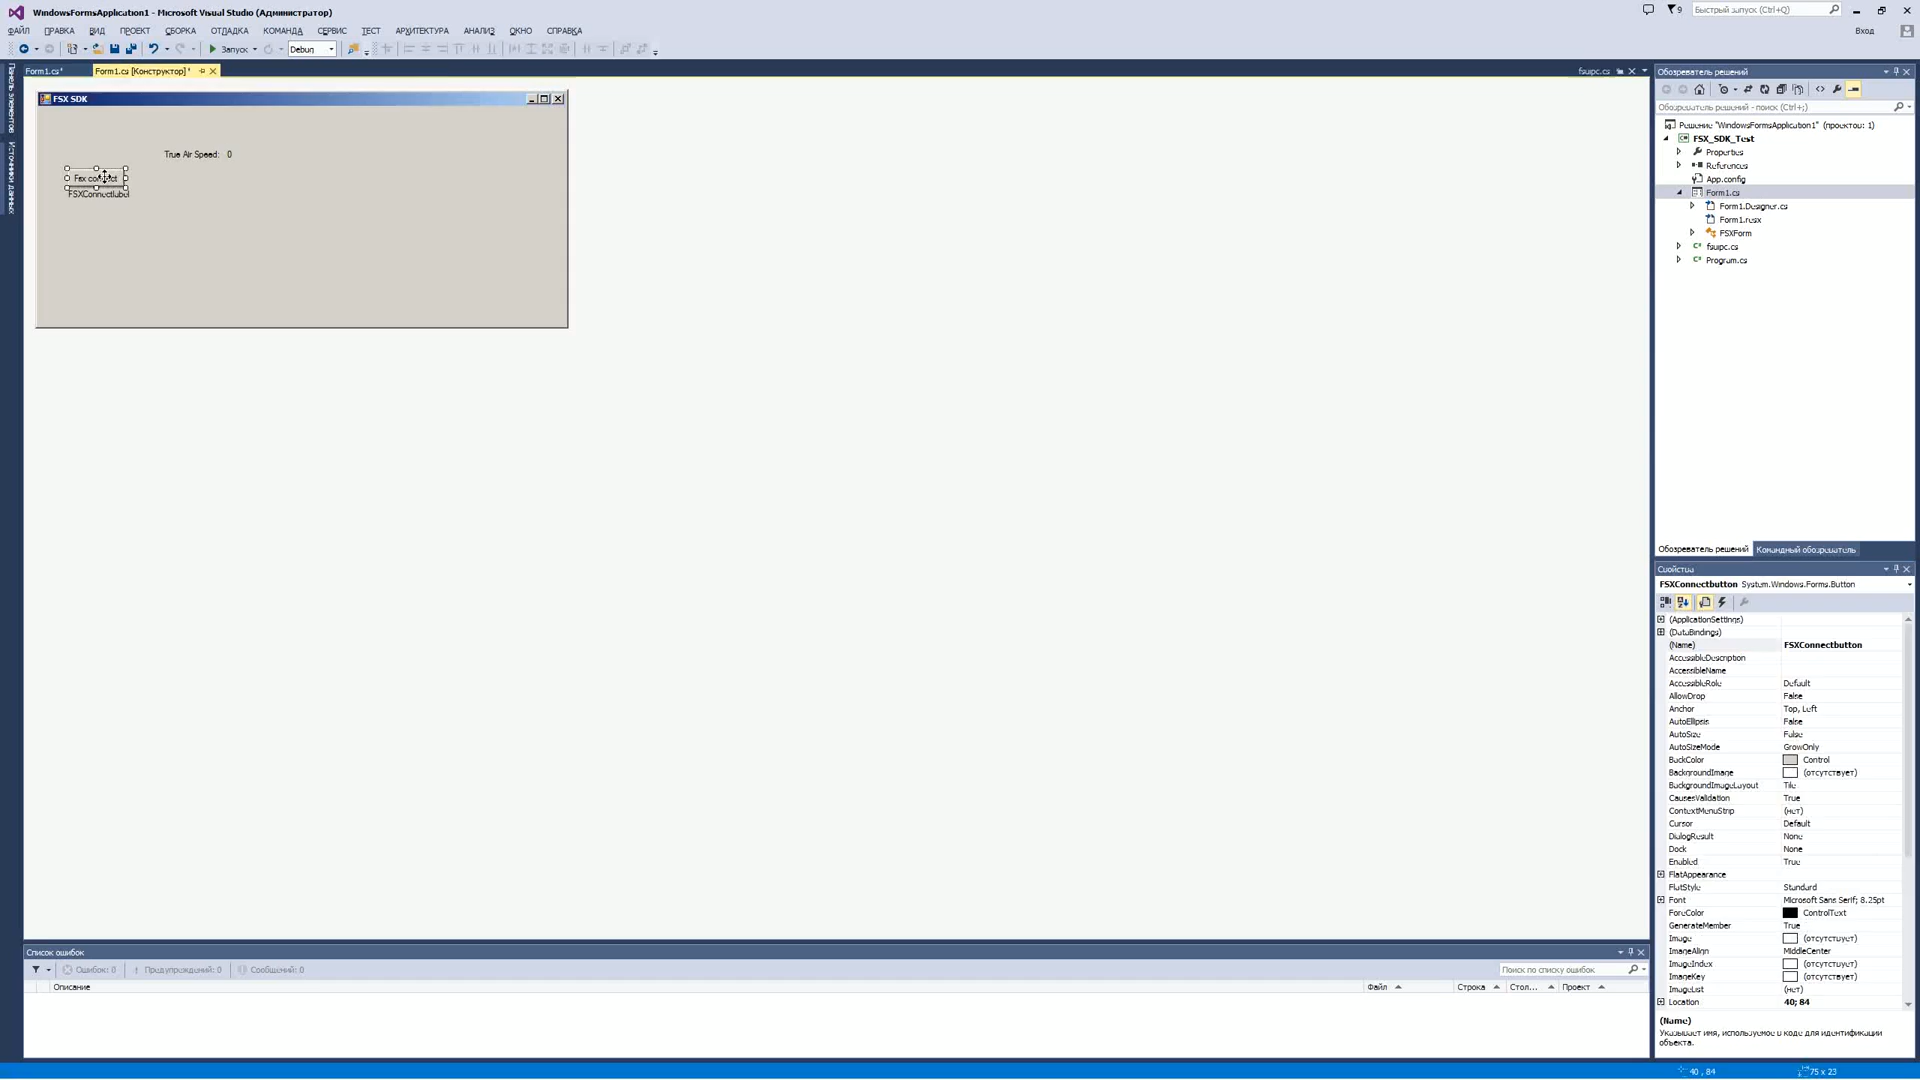 WindowsFormsApplication1 - Microsoft Visual Studio (Администратор)
9
Быстрый запуск (Ctrl+Q)
ФАЙЛ ПРАВКА ВИД ПРОЕКТ СБОРКА ОТЛАДКА КОМАНДА СЕРВИС ТЕСТ АРХИТЕКТУРА АНАЛИЗ ОКНО СПРАВКА
Вход
Запуск Debug
Панель элементов
Источники данных
Form1.cs*
Form1.cs [Конструктор]*
fsuipc.cs
FSX SDK
True Air Speed: 0
FSXConnectlabel
Обозреватель решений
Обозреватель решений - поиск (Ctrl+;)
Решение "WindowsFormsApplication1" (проектов: 1)
FSX_SDK_Test
Properties
References
App.config
Form1.cs
Form1.Designer.cs
Form1.resx
FSXForm
fsuipc.cs
Program.cs
Обозреватель решений Командный обозреватель
Свойства
FSXConnectbutton System.Windows.Forms.Button
(ApplicationSettings)
(DataBindings)
(Name) FSXConnectbutton
AccessibleDescription
AccessibleName
AccessibleRole Default
AllowDrop False
Anchor Top, Left
AutoEllipsis False
AutoSize False
AutoSizeMode GrowOnly
BackColor Control
BackgroundImage (отсутствует)
BackgroundImageLayout Tile
CausesValidation True
ContextMenuStrip (нет)
Cursor Default
DialogResult None
Dock None
Enabled True
FlatAppearance
FlatStyle Standard
Font Microsoft Sans Serif; 8.25pt
ForeColor ControlText
GenerateMember True
Image (отсутствует)
ImageAlign MiddleCenter
ImageIndex (отсутствует)
ImageKey (отсутствует)
ImageList (нет)
Location 40; 84
(Name)
Указывает имя, используемое в коде для идентификации
объекта.
Список ошибок
Ошибок: 0 Предупреждений: 0 Сообщений: 0
Поиск по списку ошибок
Описание Файл Строка Стол... Проект
40 , 84 75 x 23